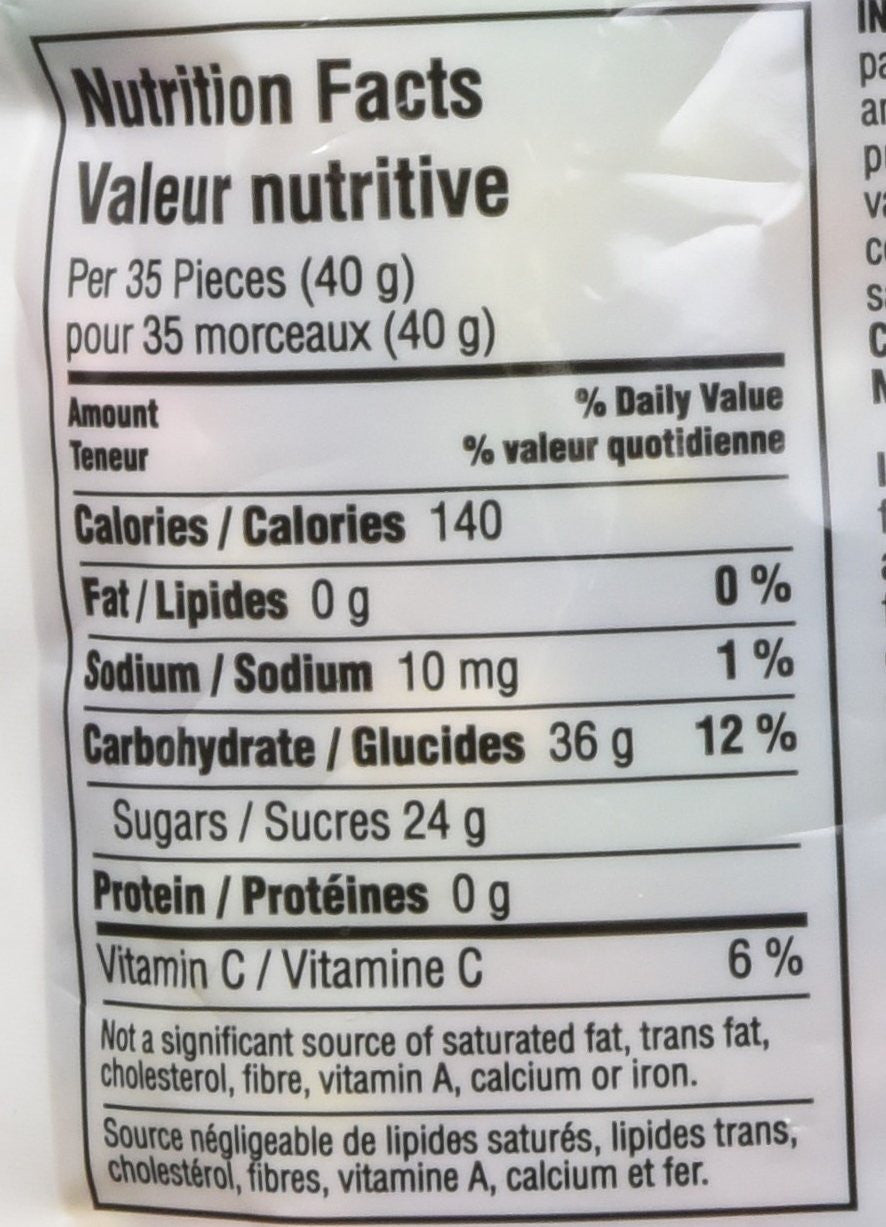 Nutrition Facts
Valeur nutritive
Per 35 Pieces (40 g)
pour 35 morceaux (40 g)
Amount % Daily Value
Teneur % valeur quotidienne
Calories / Calories 140
Fat / Lipides 0 g 0 %
Sodium / Sodium 10 mg 1 %
Carbohydrate / Glucides 36 g 12 %
Sugars / Sucres 24 g
Protein / Protéines 0 g
Vitamin C / Vitamine C 6 %
Not a significant source of saturated fat, trans fat,
cholesterol, fibre, vitamin A, calcium or iron.
Source négligeable de lipides saturés, lipides trans,
cholestérol, fibres, vitamine A, calcium et fer.